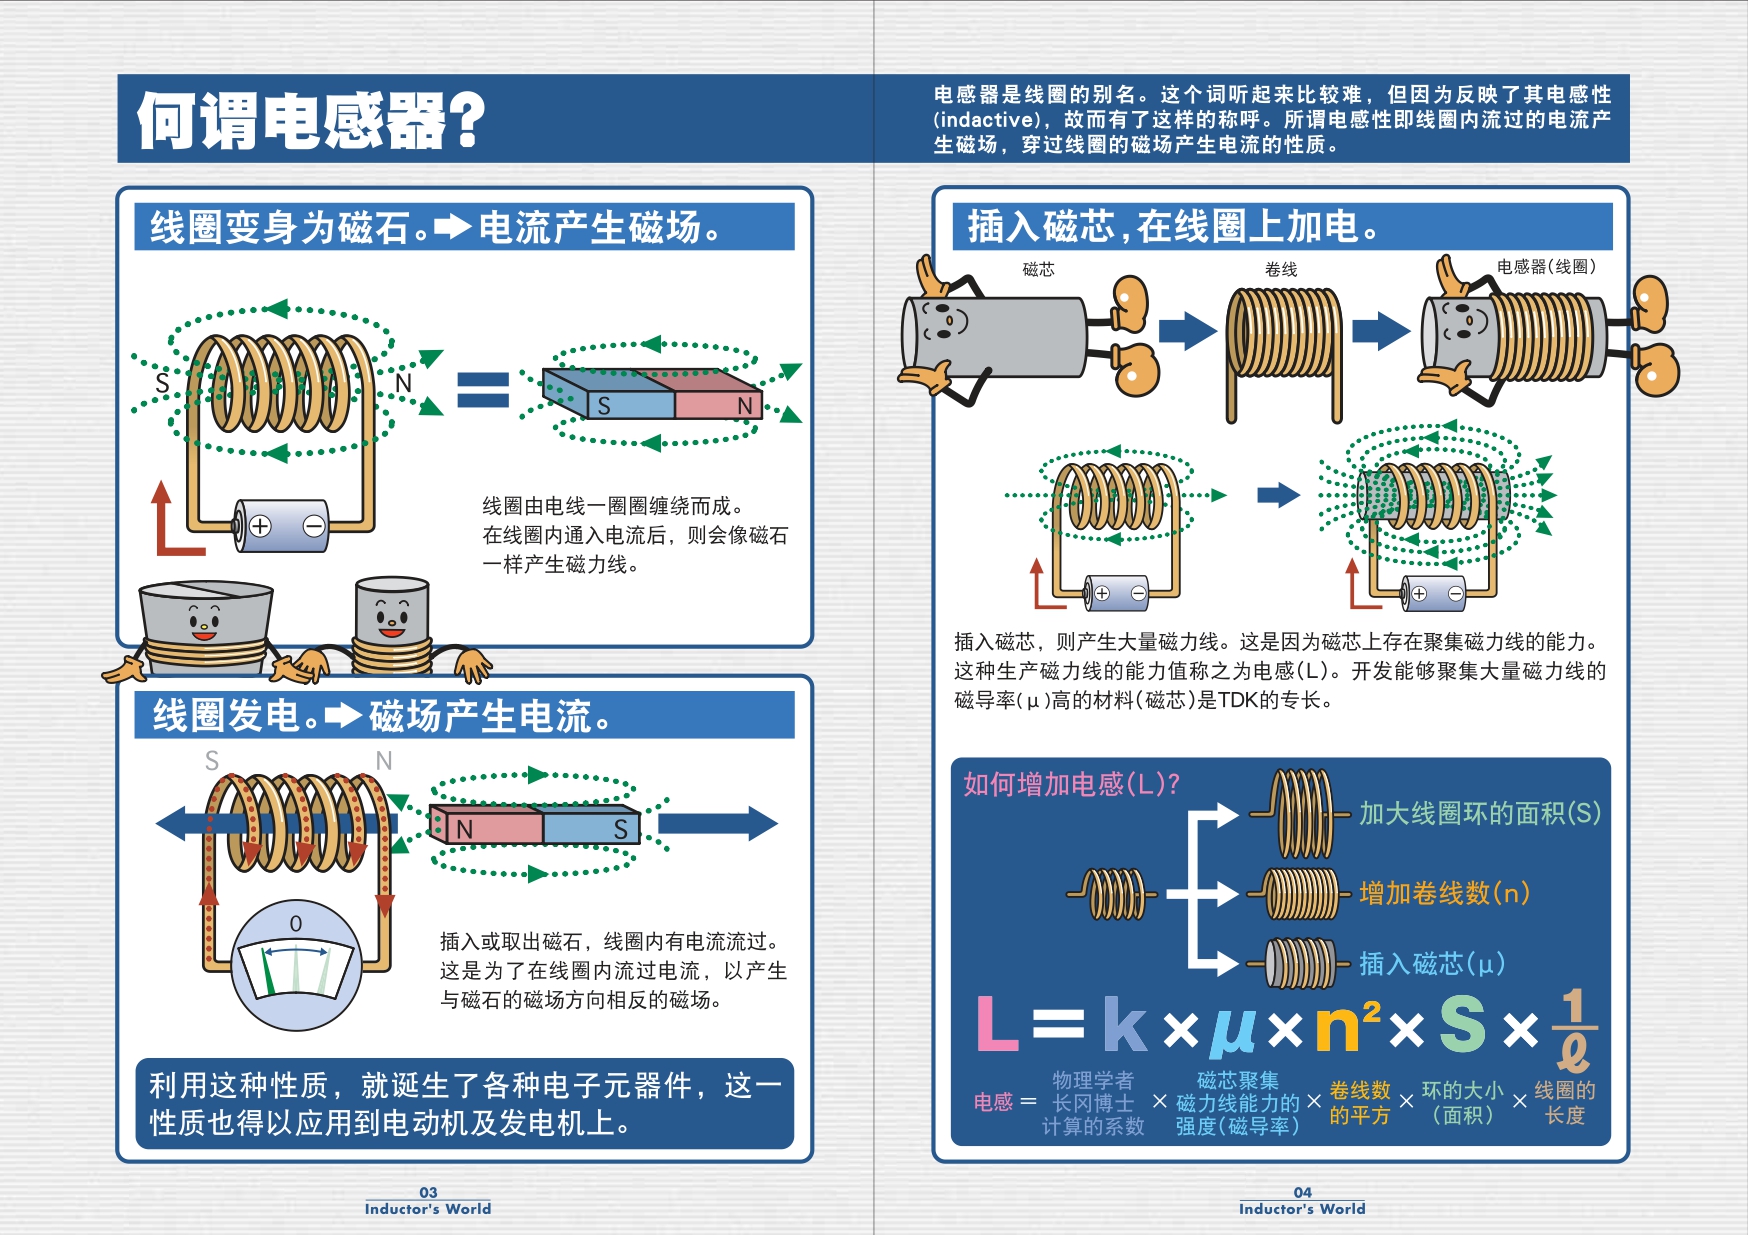 何谓电感器?
电感器是线圈的别名。这个词听起来比较难，但因为反映了其电感性
(indactive)，故而有了这样的称呼。所谓电感性即线圈内流过的电流产
生磁场，穿过线圈的磁场产生电流的性质。
线圈变身为磁石。➡电流产生磁场。
S
N
S
N
+
−
线圈由电线一圈圈缠绕而成。
在线圈内通入电流后，则会像磁石
一样产生磁力线。
线圈发电。➡磁场产生电流。
S
N
N
S
0
插入或取出磁石，线圈内有电流流过。
这是为了在线圈内流过电流，以产生
与磁石的磁场方向相反的磁场。
利用这种性质，就诞生了各种电子元器件，这一
性质也得以应用到电动机及发电机上。
03
Inductor's World
插入磁芯,在线圈上加电。
磁芯
卷线
电感器(线圈)
+
−
+
−
插入磁芯，则产生大量磁力线。这是因为磁芯上存在聚集磁力线的能力。
这种生产磁力线的能力值称之为电感(L)。开发能够聚集大量磁力线的
磁导率(μ)高的材料(磁芯)是TDK的专长。
如何增加电感(L)?
加大线圈环的面积(S)
增加卷线数(n)
插入磁芯(μ)
L=k×μ×n²×S×1/ℓ
电感 = 物理学者 × 磁芯聚集 × 卷线数 × 环的大小 × 线圈的
长冈博士 磁力线能力的 的平方 (面积) 长度
计算的系数 强度(磁导率)
04
Inductor's World